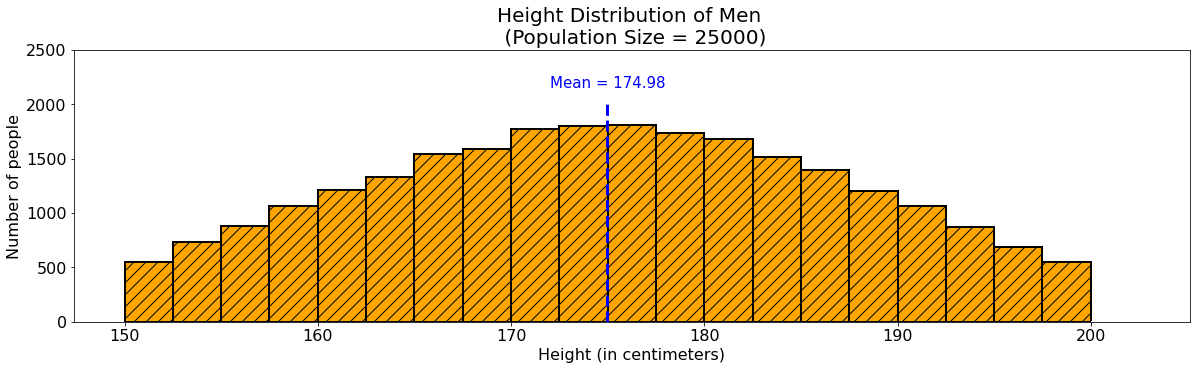 Height Distribution of Men
(Population Size = 25000)
Mean = 174.98
Number of people
2500
2000
1500
1000
500
0
150 160 170 180 190 200
Height (in centimeters)